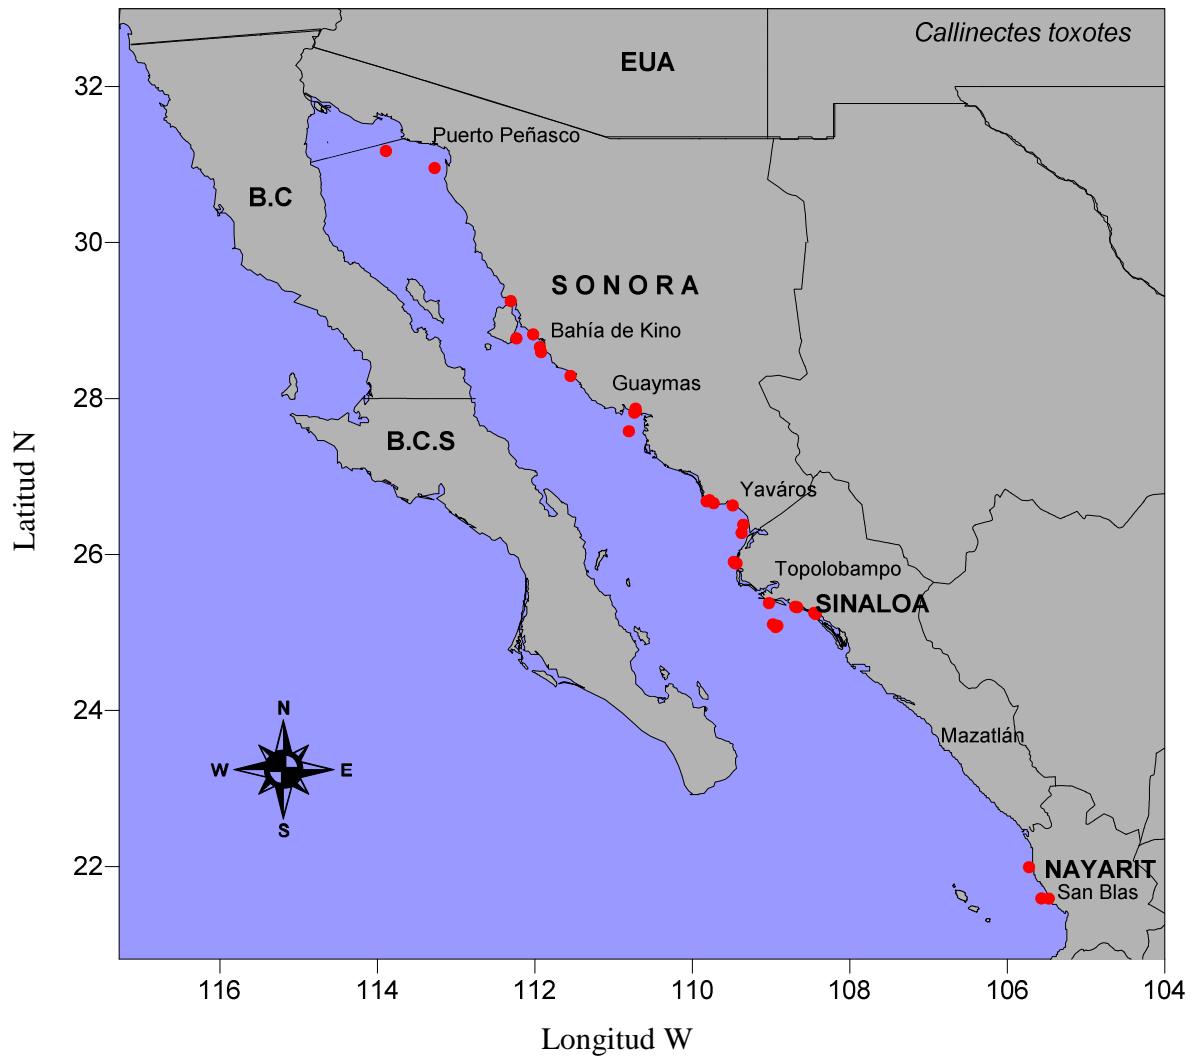 Callinectes toxotes
EUA
32
Puerto Peñasco
B.C
30
SONORA
Bahía de Kino
Guaymas
28
B.C.S
Latitud N
Yaváros
26
Topolobampo
SINALOA
24
N
Mazatlán
W
E
S
22
NAYARIT
San Blas
116
114
112
110
108
106
104
Longitud W